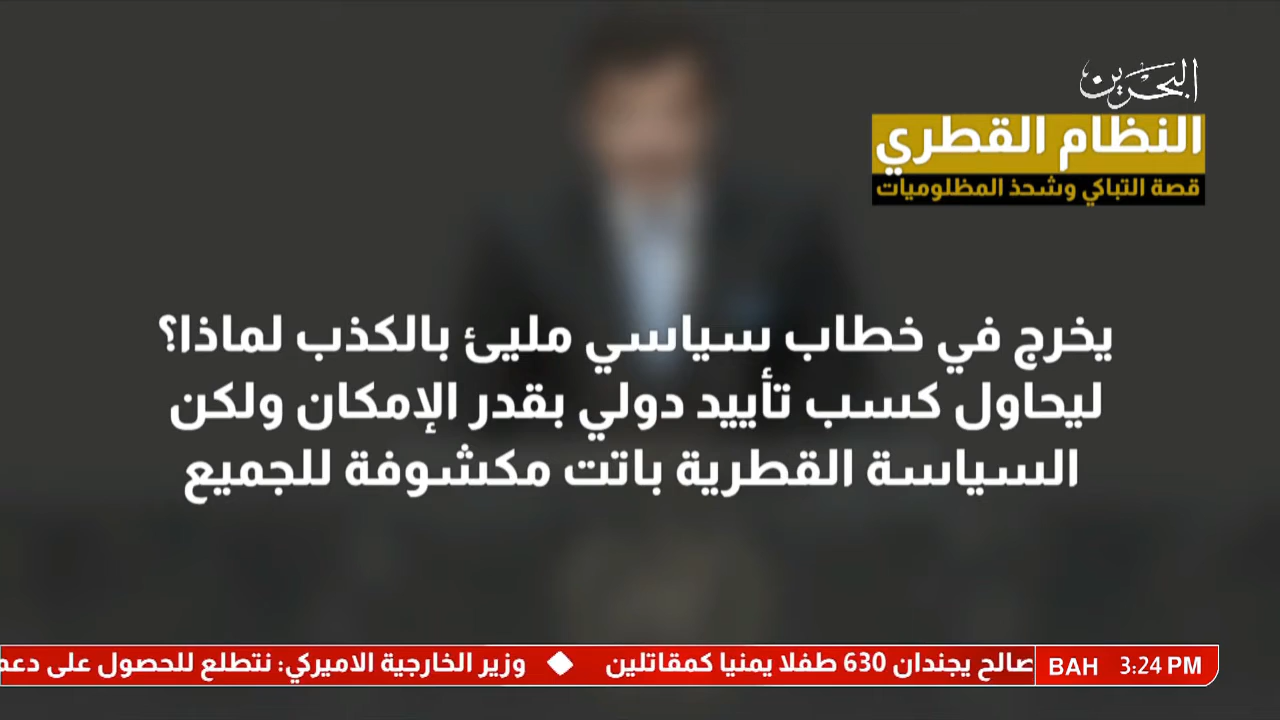 البحرين
النظام القطري
قصة التباكي وشحذ المظلوميات
يخرج في خطاب سياسي مليئ بالكذب لماذا؟
ليحاول كسب تأييد دولي بقدر الإمكان ولكن
السياسة القطرية باتت مكشوفة للجميع
صالح يجندان 630 طفلا يمنيا كمقاتلين ◆ وزير الخارجية الاميركي: نتطلع للحصول على دعم
BAH 3:24 PM